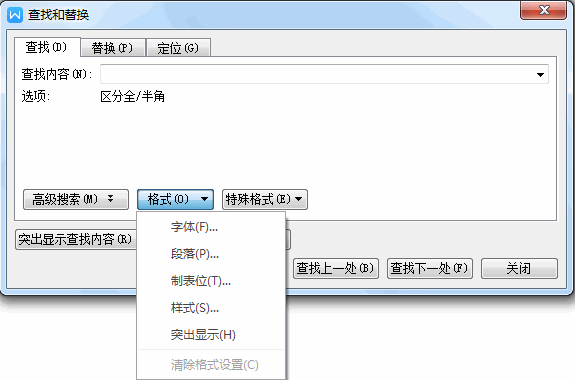 查找和替换
查找(D) 替换(P) 定位(G)
查找内容(N):
选项: 区分全/半角
高级搜索(M) 格式(O) 特殊格式(E)
突出显示查找内容(R)
字体(F)...
段落(P)...
查找上一处(B) 查找下一处(F) 关闭
制表位(T)...
样式(S)...
突出显示(H)
清除格式设置(C)